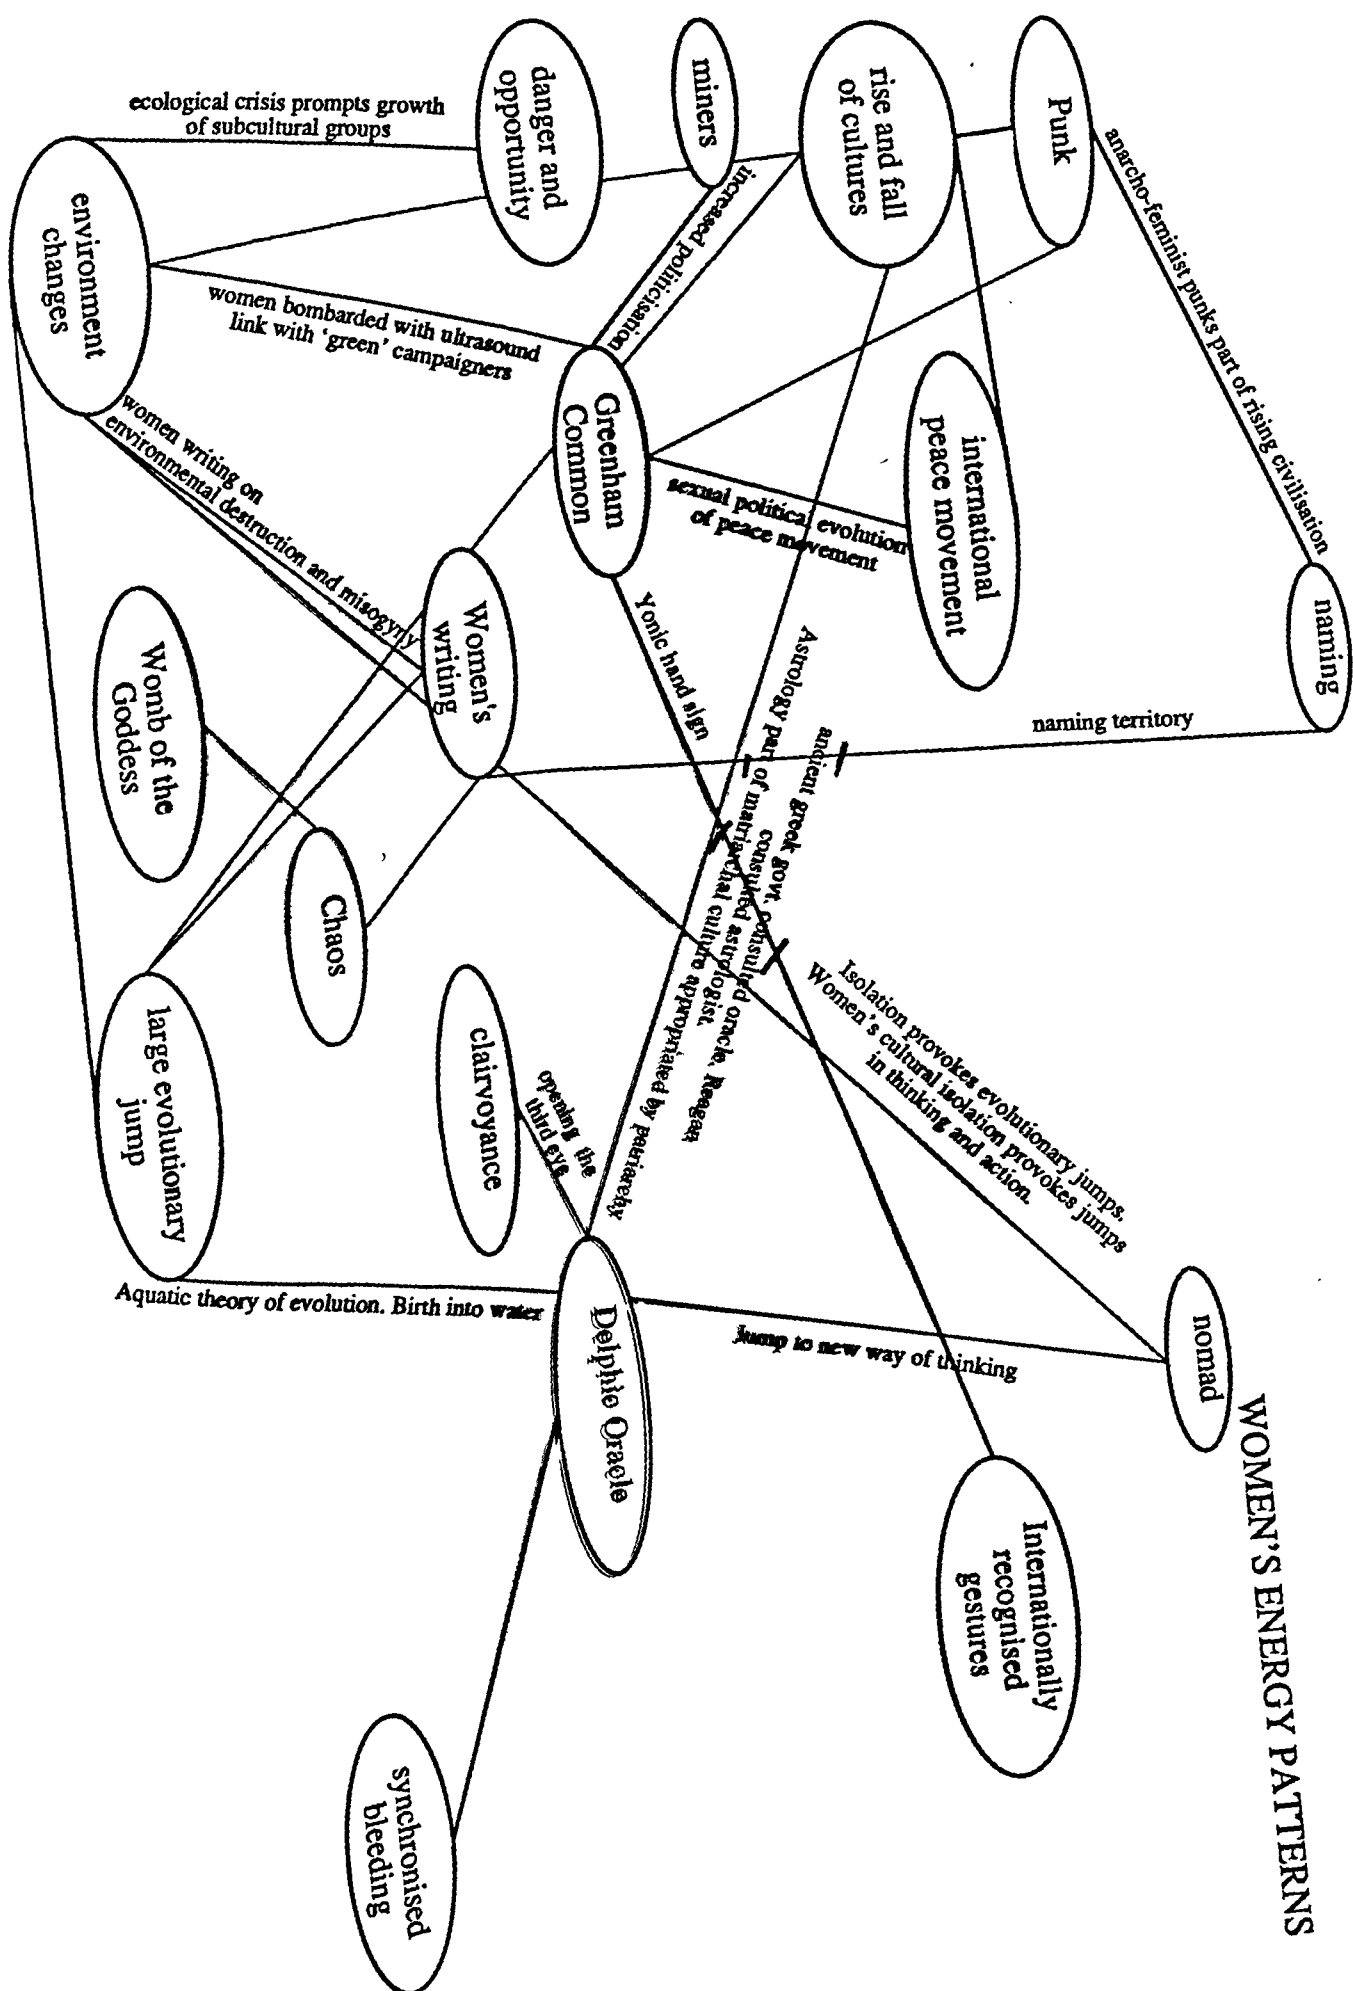 WOMEN'S ENERGY PATTERNS
naming
Punk
anarcho-feminist punks part of rising civilisation
rise and fall
of cultures
miners
danger and
opportunity
ecological crisis prompts growth
of subcultural groups
environment
changes
international
peace movement
increased politicisation
women bombarded with ultrasound
link with 'green' campaigners
Greenham
Common
sexual political evolution
of peace movement
women writing on
environmental destruction and misogyny
Women's
writing
Yonic hand sign
naming territory
Womb of the
Goddess
Chaos
Astrology part of matriarchal culture appropriated by patriarchy
ancient greek govt. consulted oracle, Reagan
consulted astrologist.
Isolation provokes evolutionary jumps.
Women's cultural isolation provokes jumps
in thinking and action.
clairvoyance
opening the
third eye
large evolutionary
jump
Aquatic theory of evolution. Birth into water
Delphic Oracle
Jump to new way of thinking
nomad
Internationally
recognised
gestures
synchronised
bleeding